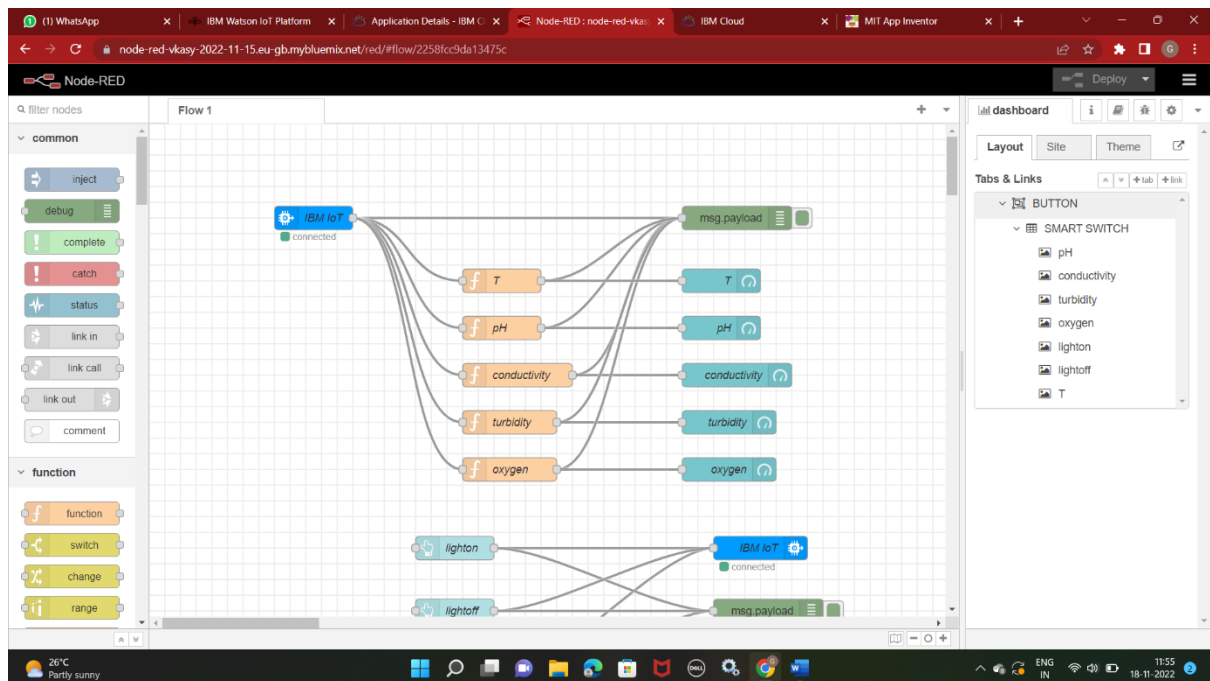 (1) WhatsApp
IBM Watson IoT Platform
Application Details - IBM Cl
Node-RED : node-red-vkas
IBM Cloud
MIT App Inventor
node-red-vkasy-2022-11-15.eu-gb.mybluemix.net/red/#flow/2258fcc9da13475c
G
Node-RED
Deploy
filter nodes
Flow 1
dashboard
i
common
inject
debug
complete
catch
status
link in
link call
link out
comment
function
function
switch
change
range
IBM IoT
connected
msg.payload
T
T
pH
pH
conductivity
conductivity
turbidity
turbidity
oxygen
oxygen
lighton
IBM IoT
connected
lightoff
msg.payload
Layout
Site
Theme
Tabs & Links
+tab
+link
BUTTON
SMART SWITCH
pH
conductivity
turbidity
oxygen
lighton
lightoff
T
26°C
Partly sunny
DELL
ENG
IN
11:55
18-11-2022
2